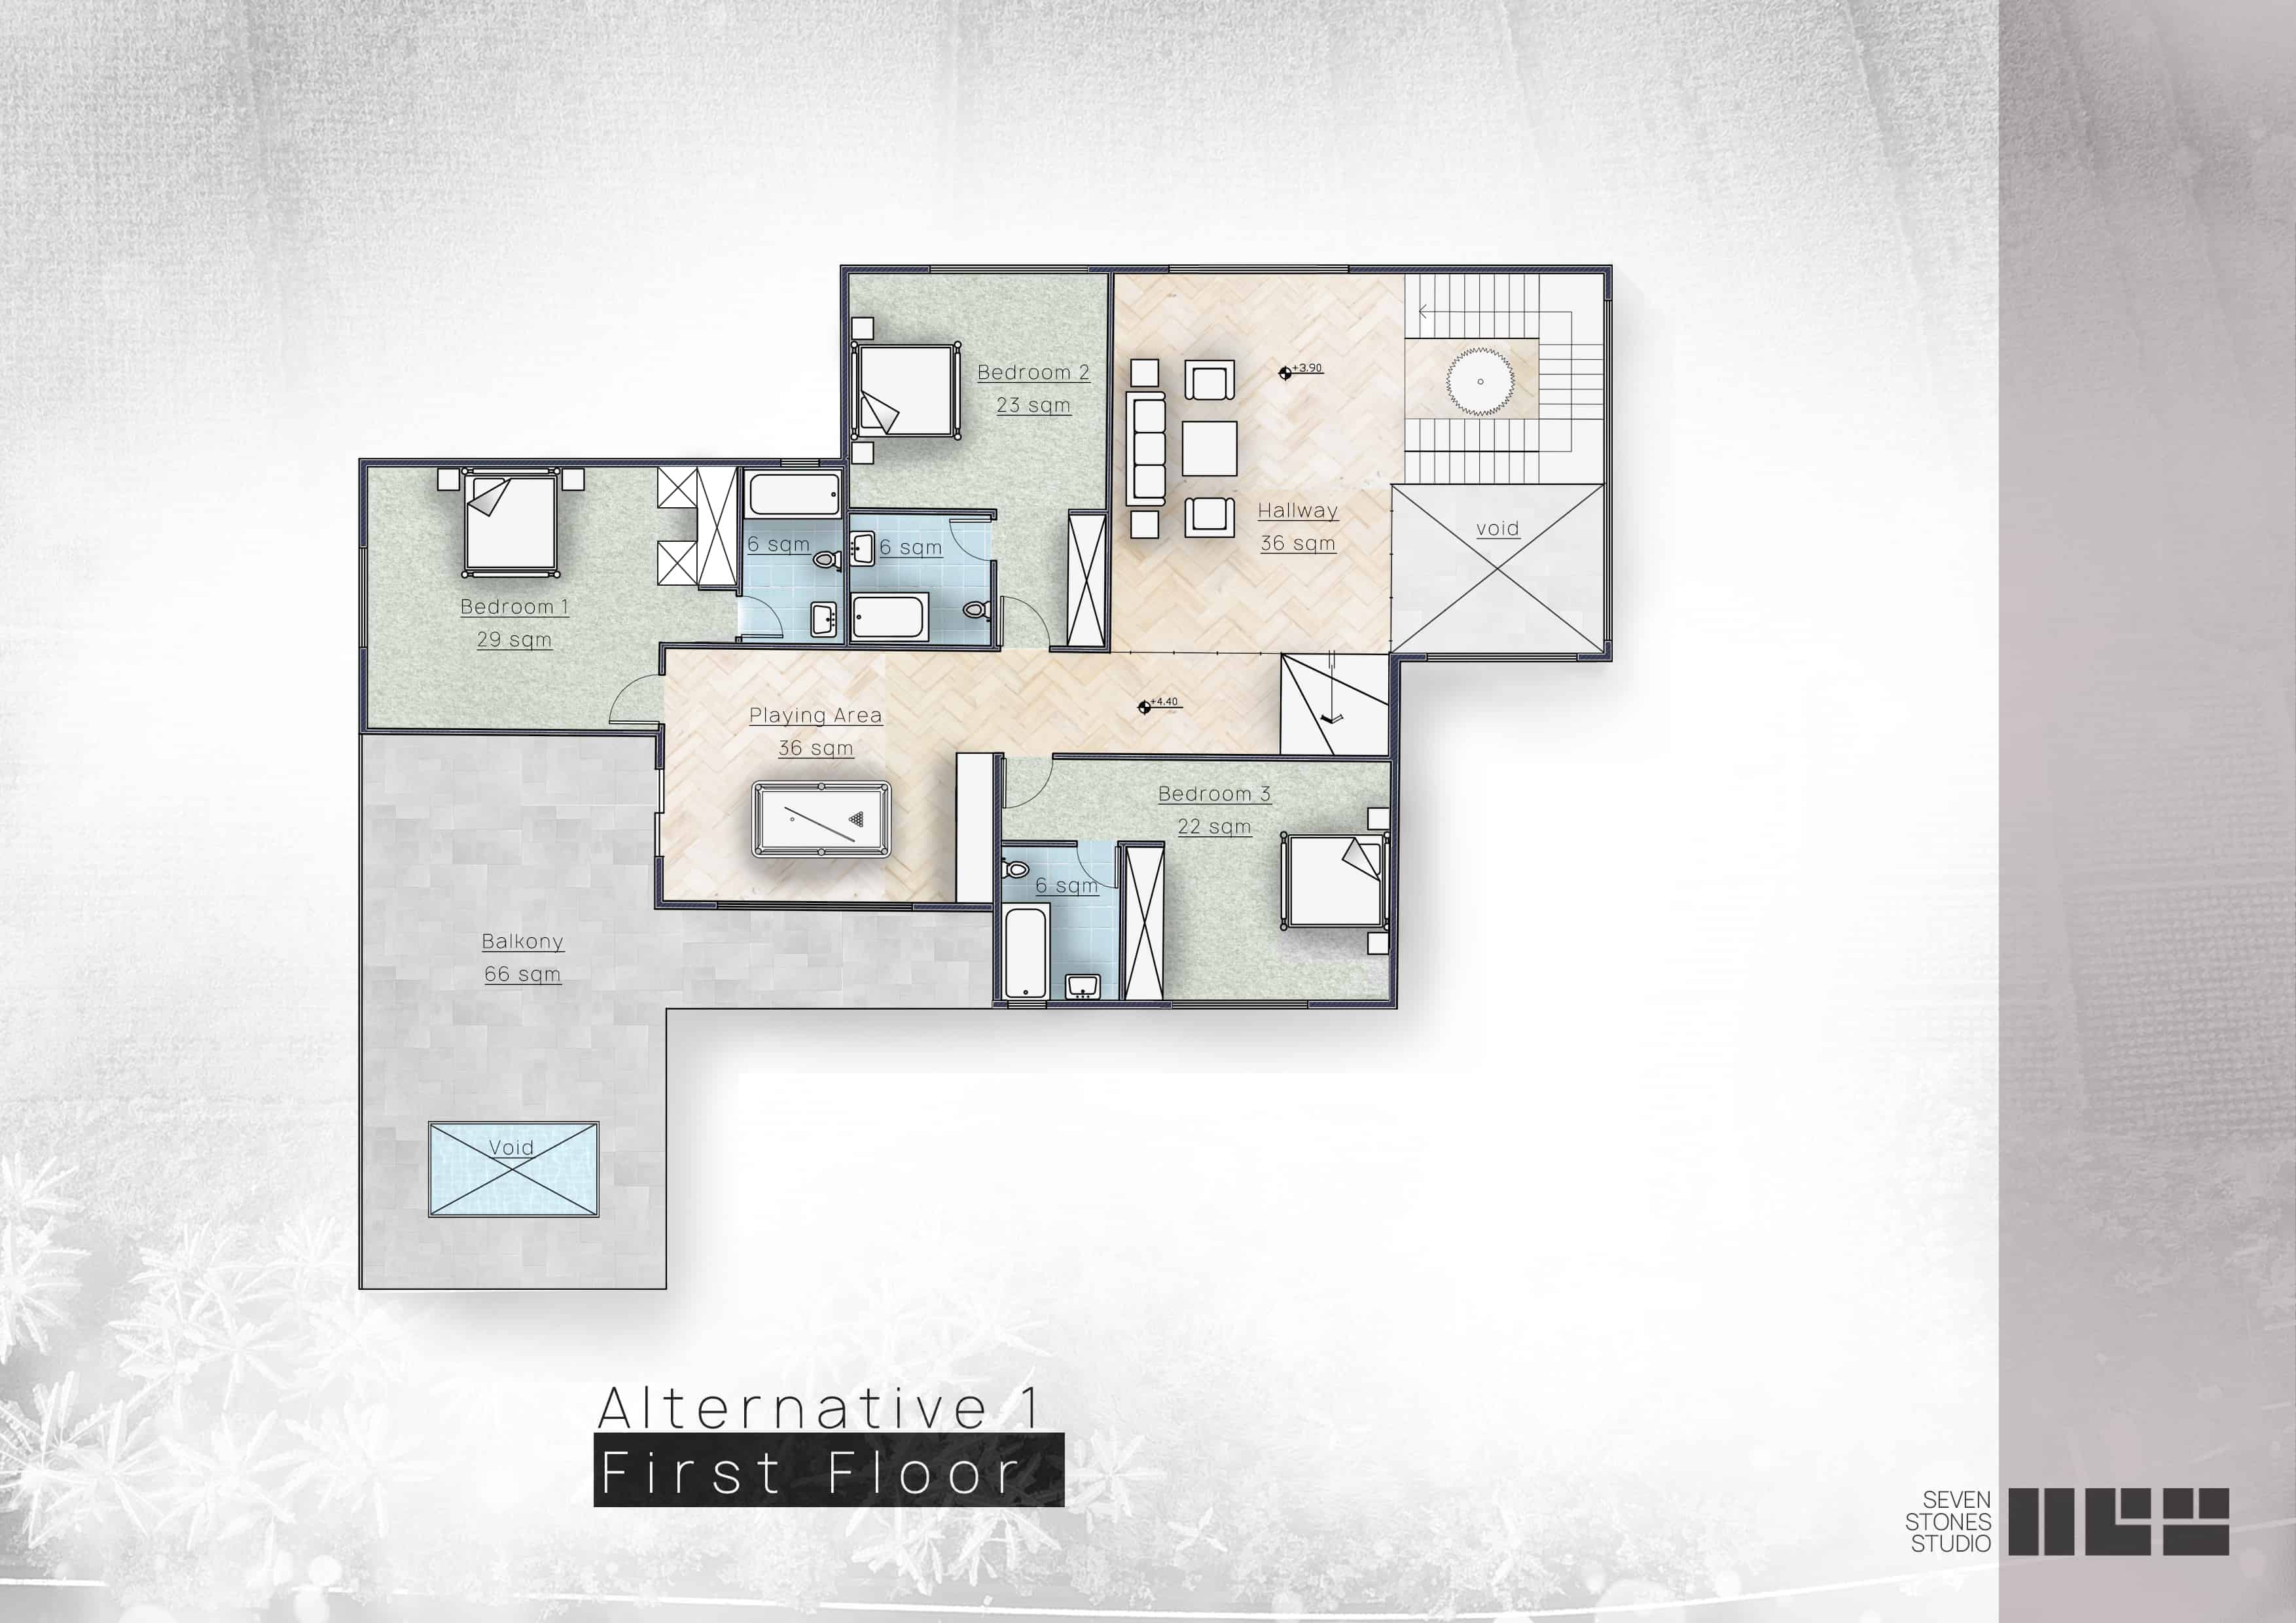 Bedroom 2
23 sqm
+3.90
Hallway
36 sqm
void
6 sqm
6 sqm
Bedroom 1
29 sqm
+4.40
Playing Area
36 sqm
Bedroom 3
22 sqm
6 sqm
Balkony
66 sqm
Void
Alternative 1
First Floor
SEVEN
STONES
STUDIO